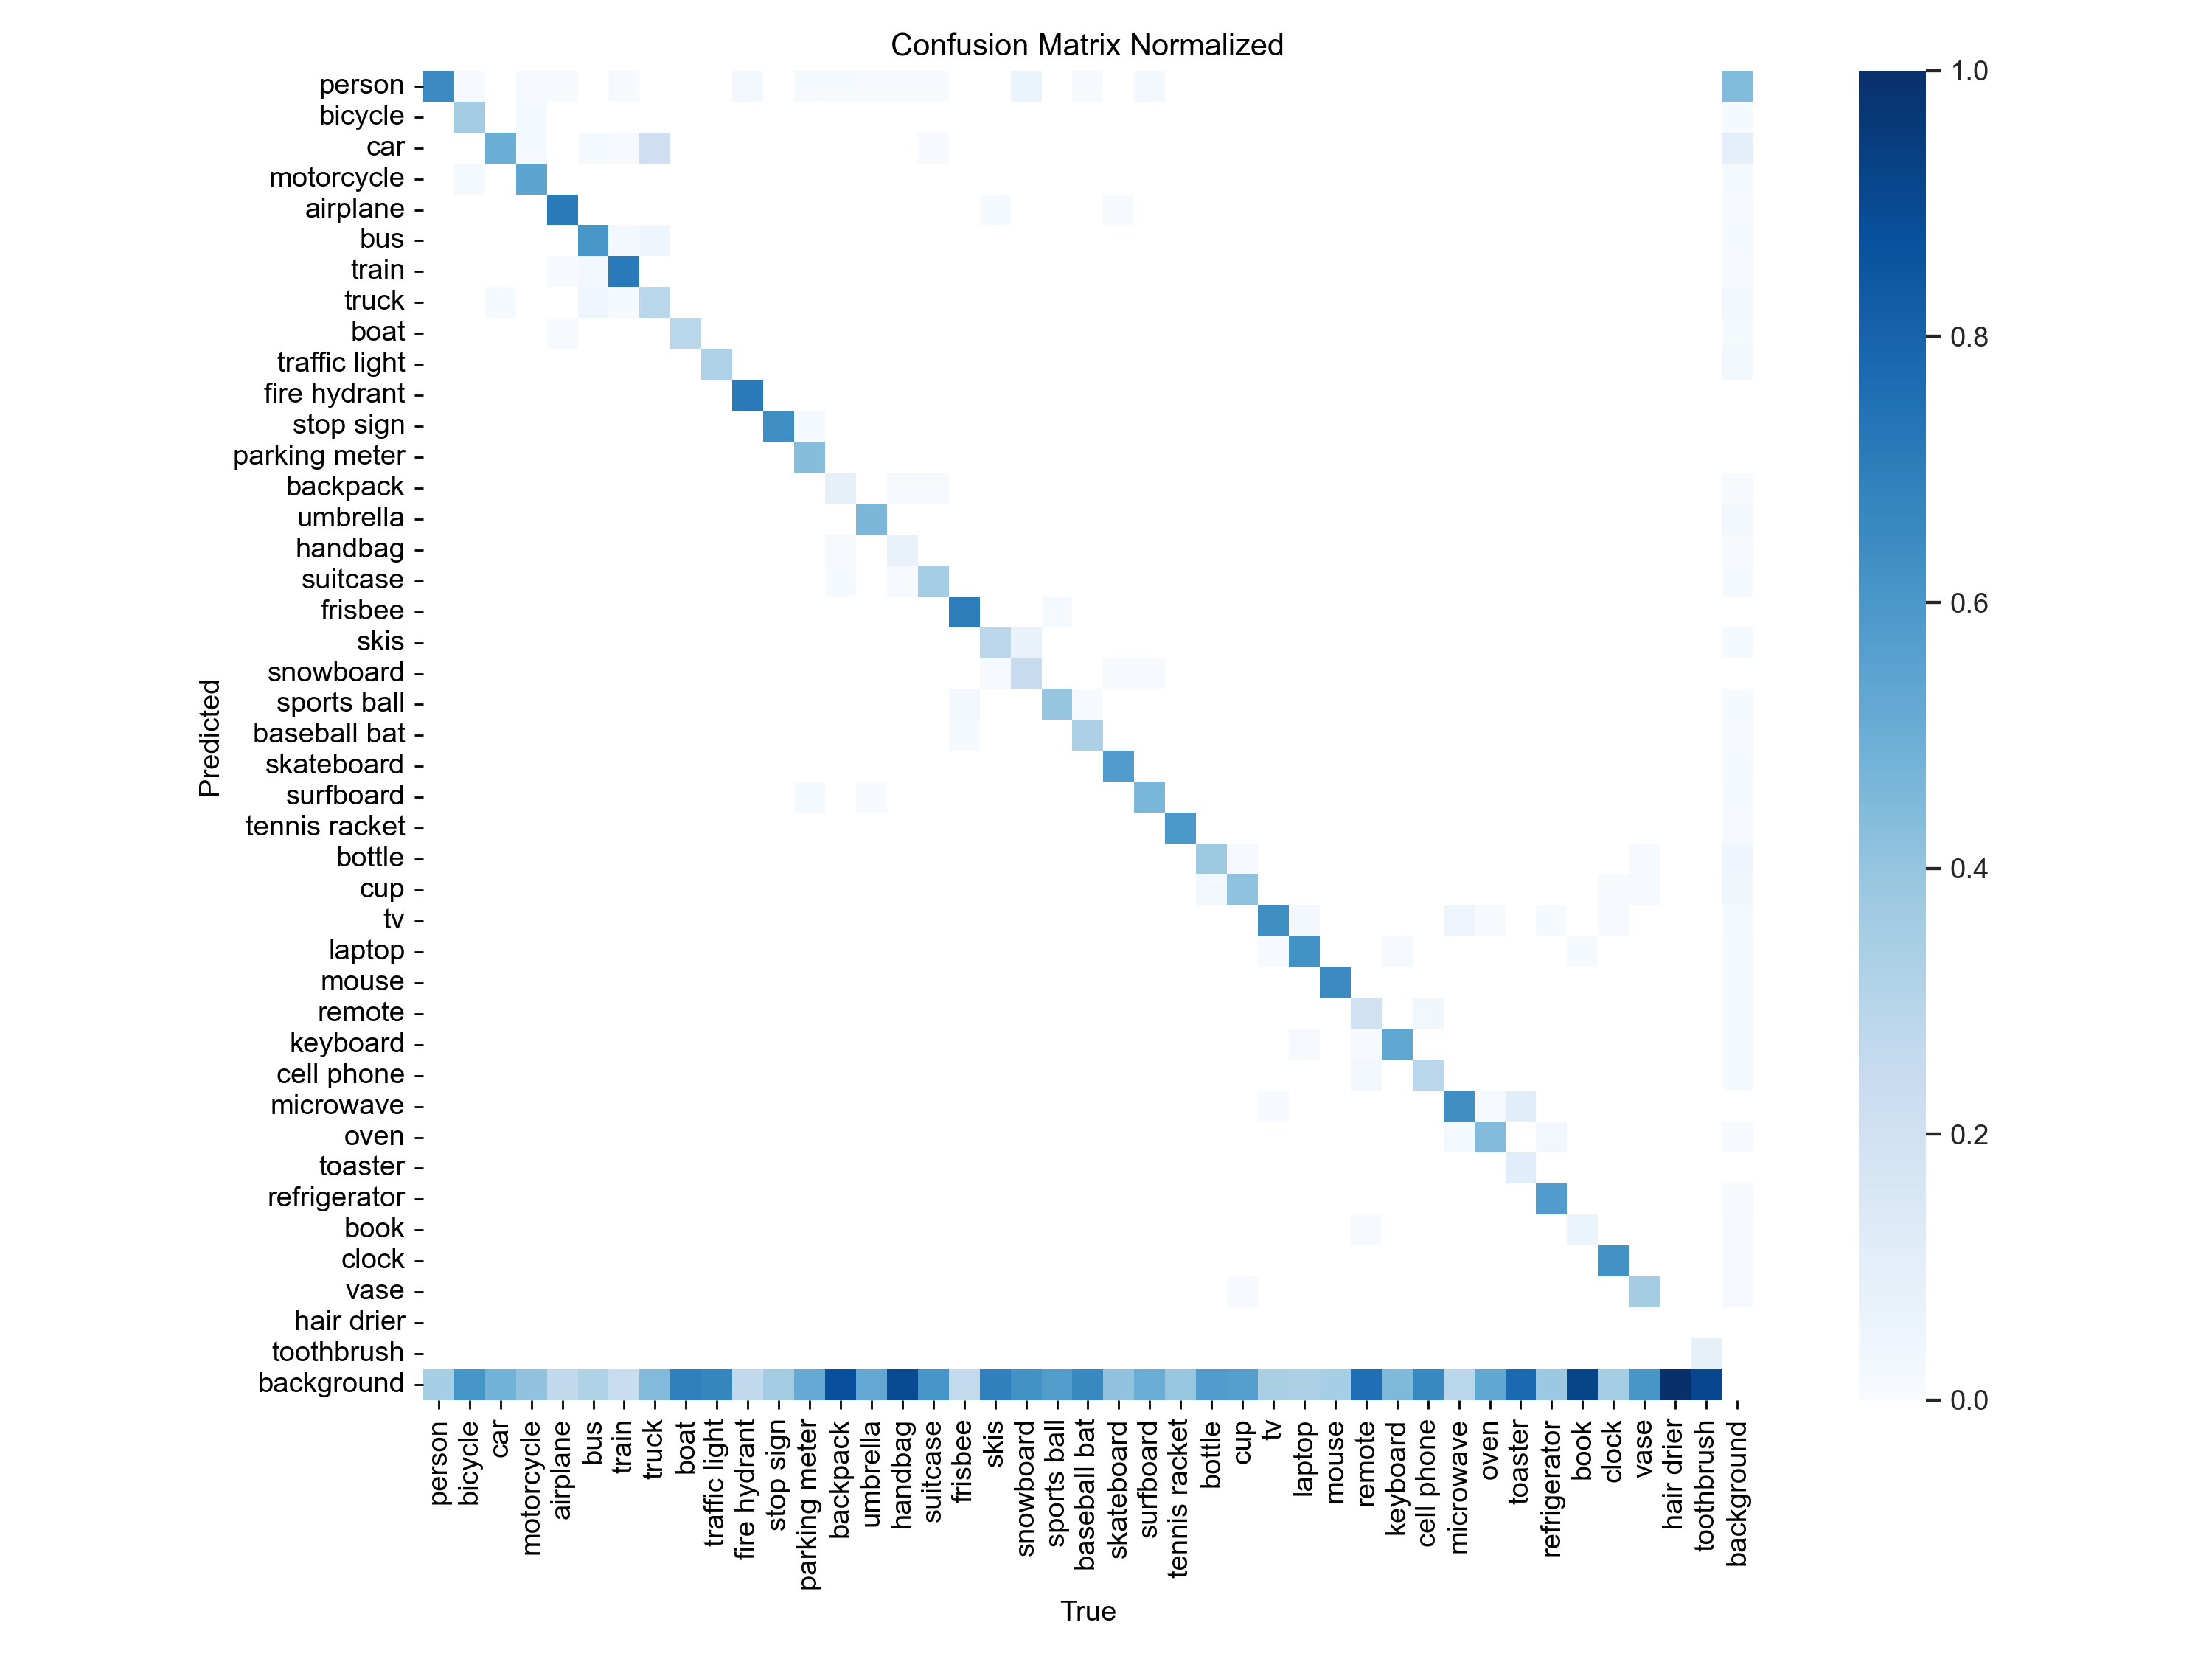 Confusion Matrix Normalized
Predicted
person
bicycle
car
motorcycle
airplane
bus
train
truck
boat
traffic light
fire hydrant
stop sign
parking meter
backpack
umbrella
handbag
suitcase
frisbee
skis
snowboard
sports ball
baseball bat
skateboard
surfboard
tennis racket
bottle
cup
tv
laptop
mouse
remote
keyboard
cell phone
microwave
oven
toaster
refrigerator
book
clock
vase
hair drier
toothbrush
background
person
bicycle
car
motorcycle
airplane
bus
train
truck
boat
traffic light
fire hydrant
stop sign
parking meter
backpack
umbrella
handbag
suitcase
frisbee
skis
snowboard
sports ball
baseball bat
skateboard
surfboard
tennis racket
bottle
cup
tv
laptop
mouse
remote
keyboard
cell phone
microwave
oven
toaster
refrigerator
book
clock
vase
hair drier
toothbrush
background
True
1.0
0.8
0.6
0.4
0.2
0.0